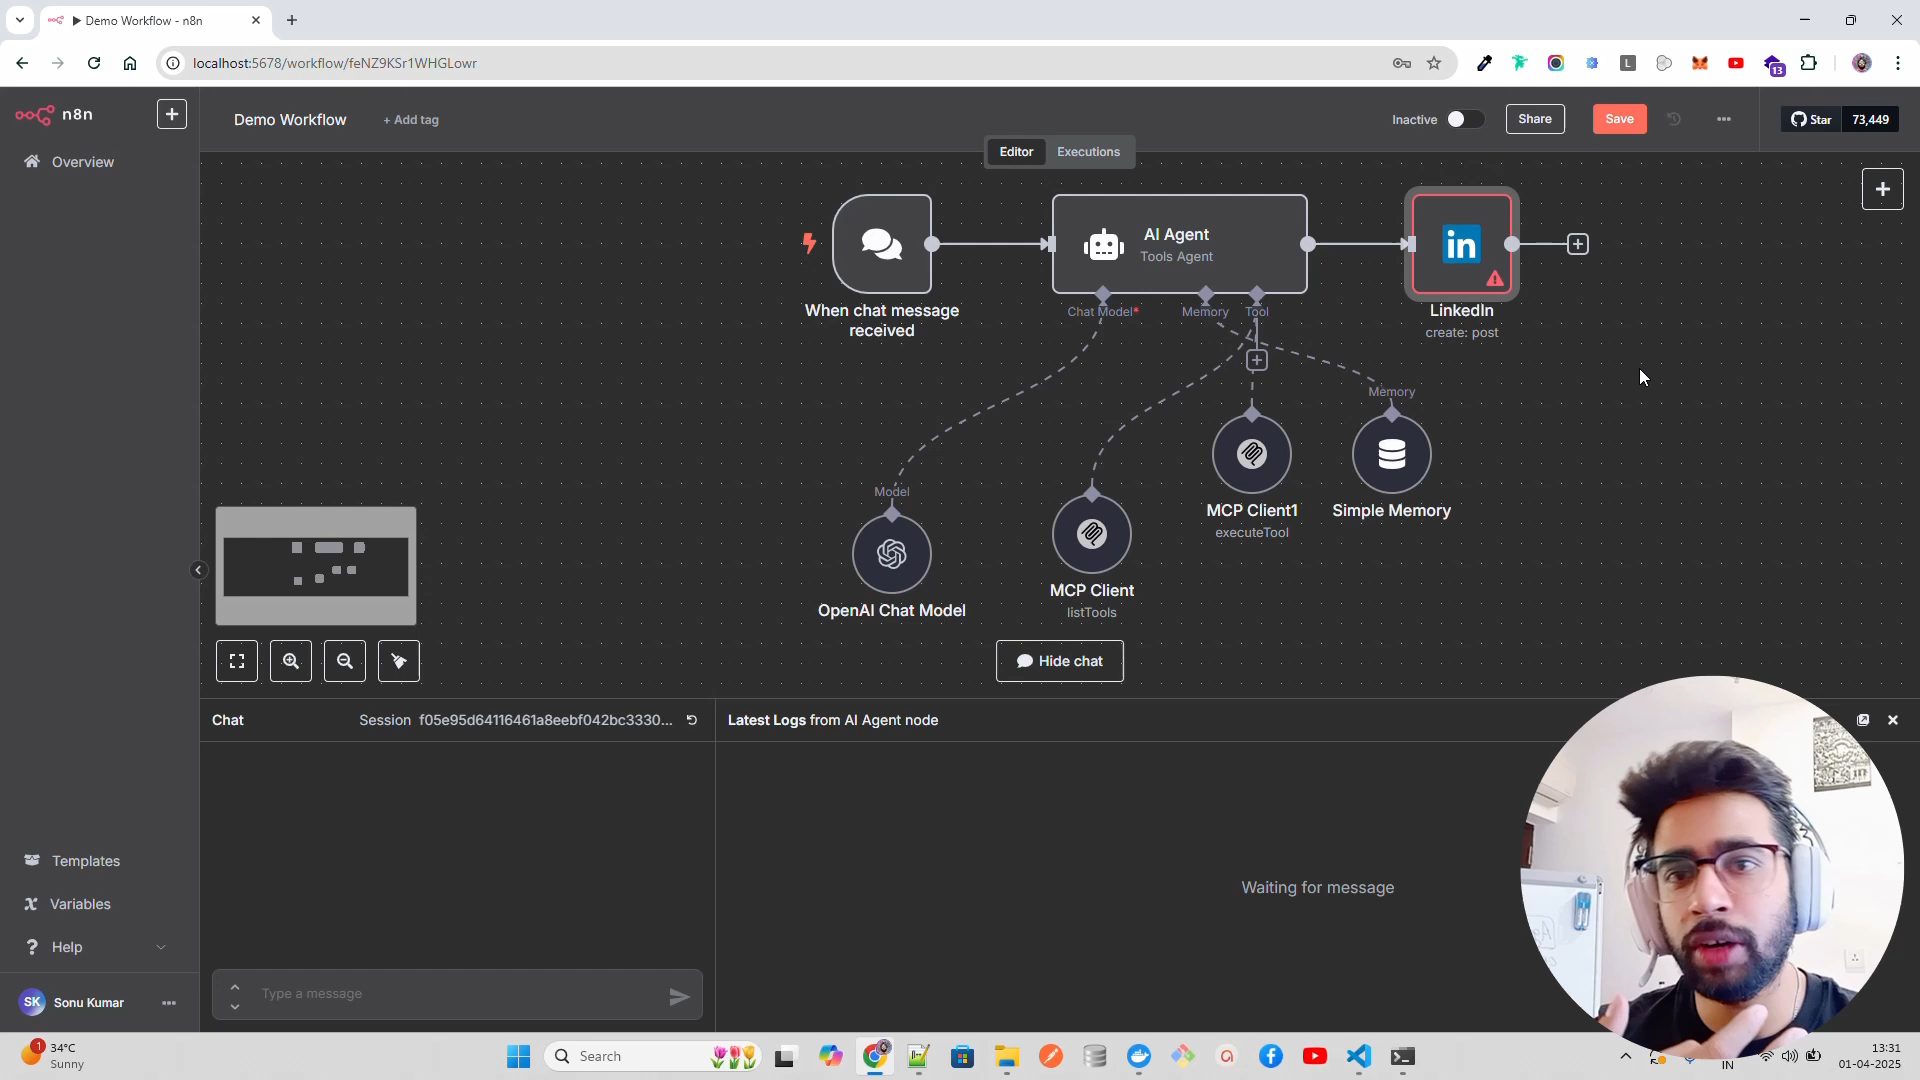 Demo Workflow - n8n
localhost:5678/workflow/feNZ9KSr1WHGLowr
L
13
n8n
Demo Workflow
+ Add tag
Inactive
Share
Save
Star
73,449
Editor
Executions
Overview
AI Agent
Tools Agent
When chat message
received
Chat Model*
Memory
Tool
in
LinkedIn
create: post
Memory
Model
MCP Client1
executeTool
Simple Memory
OpenAI Chat Model
MCP Client
listTools
Hide chat
Chat
Session f05e95d64116461a8eebf042bc3330...
Latest Logs from AI Agent node
Waiting for message
Templates
Variables
Help
Type a message
SK
Sonu Kumar
1
34°C
Sunny
Search
IN
13:31
01-04-2025